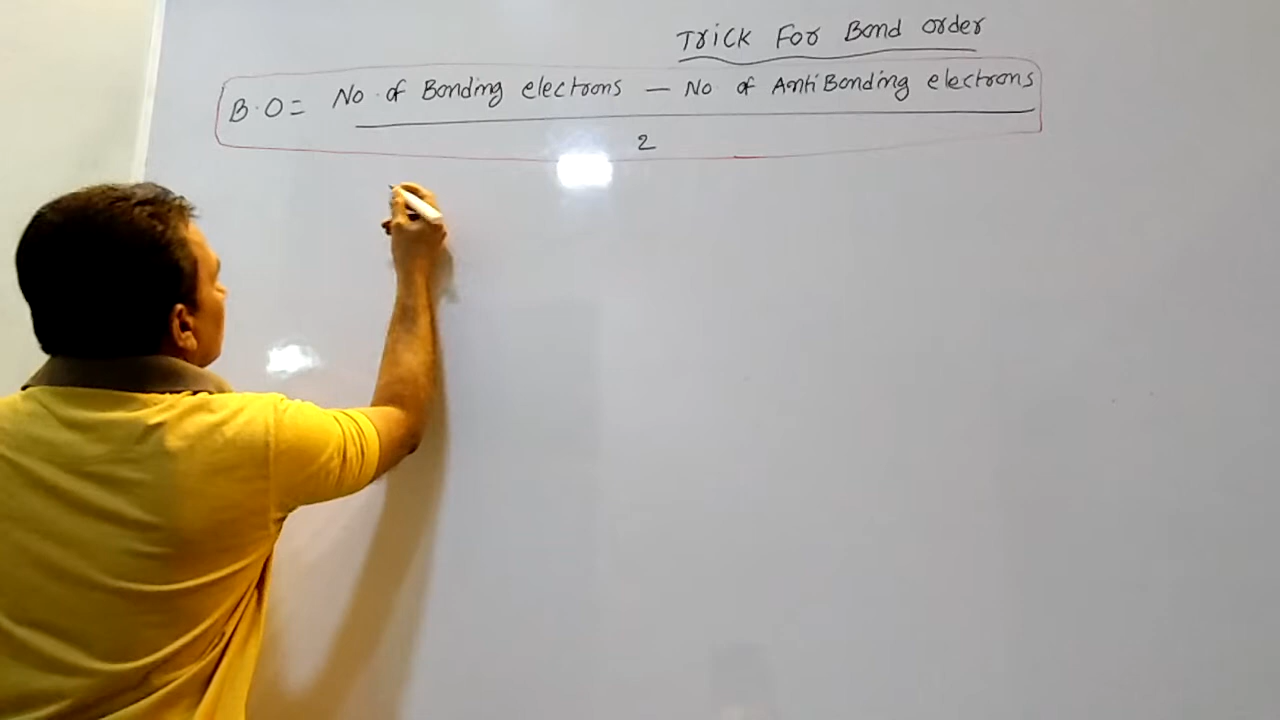 Trick For Bond order
B.O = No. of Bonding electrons — No of AntiBonding electrons
2